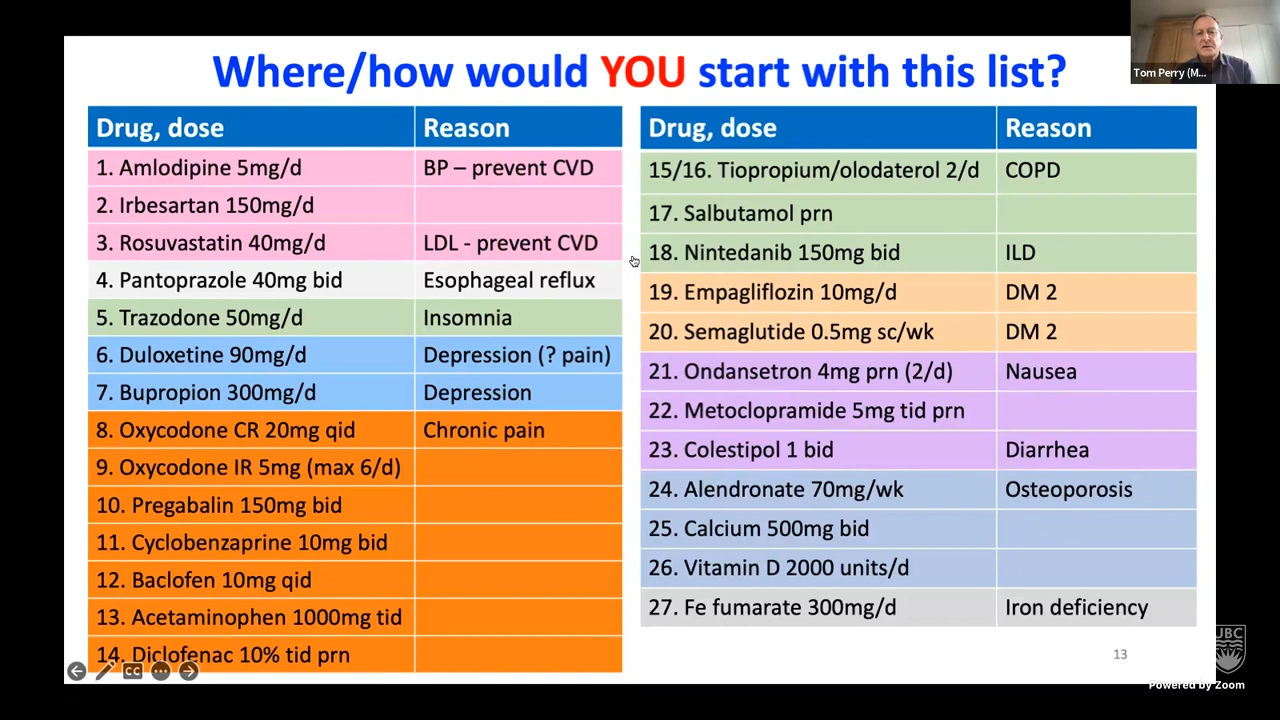 Where/how would YOU start with this list?
Tom Perry (M...
Drug, dose Reason
1. Amlodipine 5mg/d BP – prevent CVD
2. Irbesartan 150mg/d
3. Rosuvastatin 40mg/d LDL - prevent CVD
4. Pantoprazole 40mg bid Esophageal reflux
5. Trazodone 50mg/d Insomnia
6. Duloxetine 90mg/d Depression (? pain)
7. Bupropion 300mg/d Depression
8. Oxycodone CR 20mg qid Chronic pain
9. Oxycodone IR 5mg (max 6/d)
10. Pregabalin 150mg bid
11. Cyclobenzaprine 10mg bid
12. Baclofen 10mg qid
13. Acetaminophen 1000mg tid
14. Diclofenac 10% tid prn
Drug, dose Reason
15/16. Tiopropium/olodaterol 2/d COPD
17. Salbutamol prn
18. Nintedanib 150mg bid ILD
19. Empagliflozin 10mg/d DM 2
20. Semaglutide 0.5mg sc/wk DM 2
21. Ondansetron 4mg prn (2/d) Nausea
22. Metoclopramide 5mg tid prn
23. Colestipol 1 bid Diarrhea
24. Alendronate 70mg/wk Osteoporosis
25. Calcium 500mg bid
26. Vitamin D 2000 units/d
27. Fe fumarate 300mg/d Iron deficiency
13
CC
UBC
Powered by Zoom